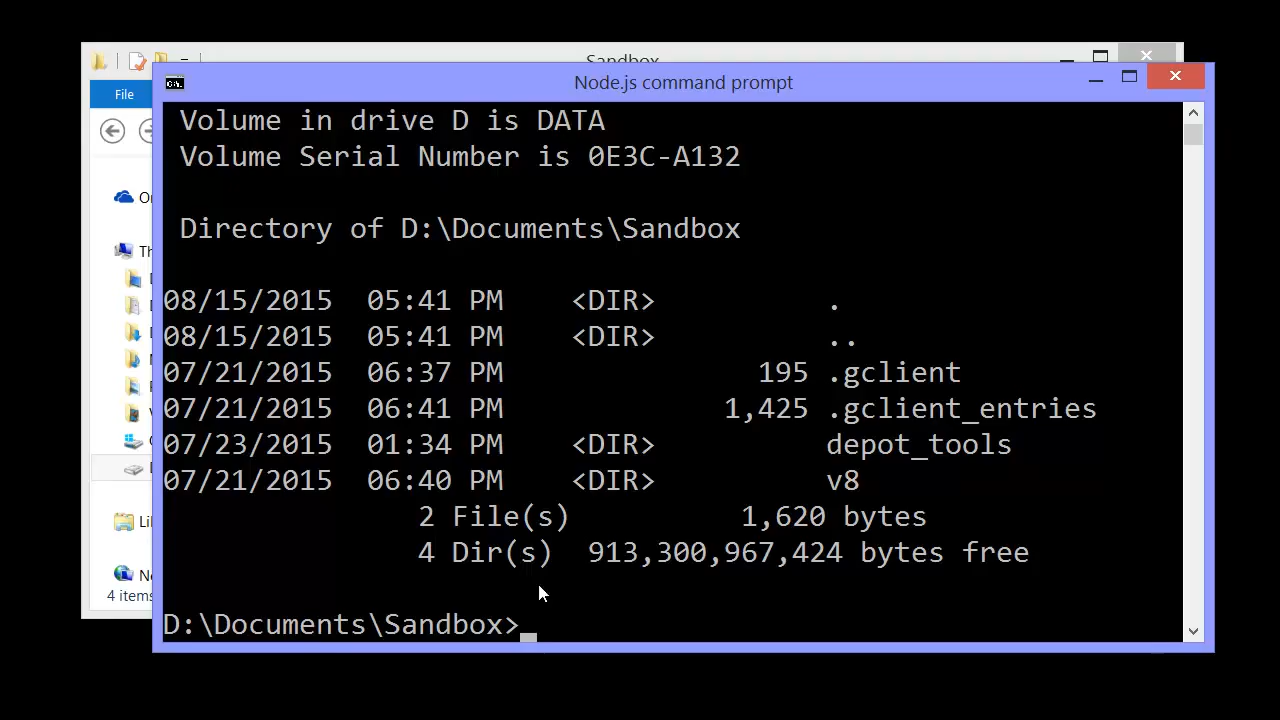 Sandbox
Node.js command prompt
File
Volume in drive D is DATA
Volume Serial Number is 0E3C-A132
Directory of D:\Documents\Sandbox
08/15/2015 05:41 PM <DIR> .
08/15/2015 05:41 PM <DIR> ..
07/21/2015 06:37 PM 195 .gclient
07/21/2015 06:41 PM 1,425 .gclient_entries
07/23/2015 01:34 PM <DIR> depot_tools
07/21/2015 06:40 PM <DIR> v8
2 File(s) 1,620 bytes
4 Dir(s) 913,300,967,424 bytes free
D:\Documents\Sandbox>
4 items